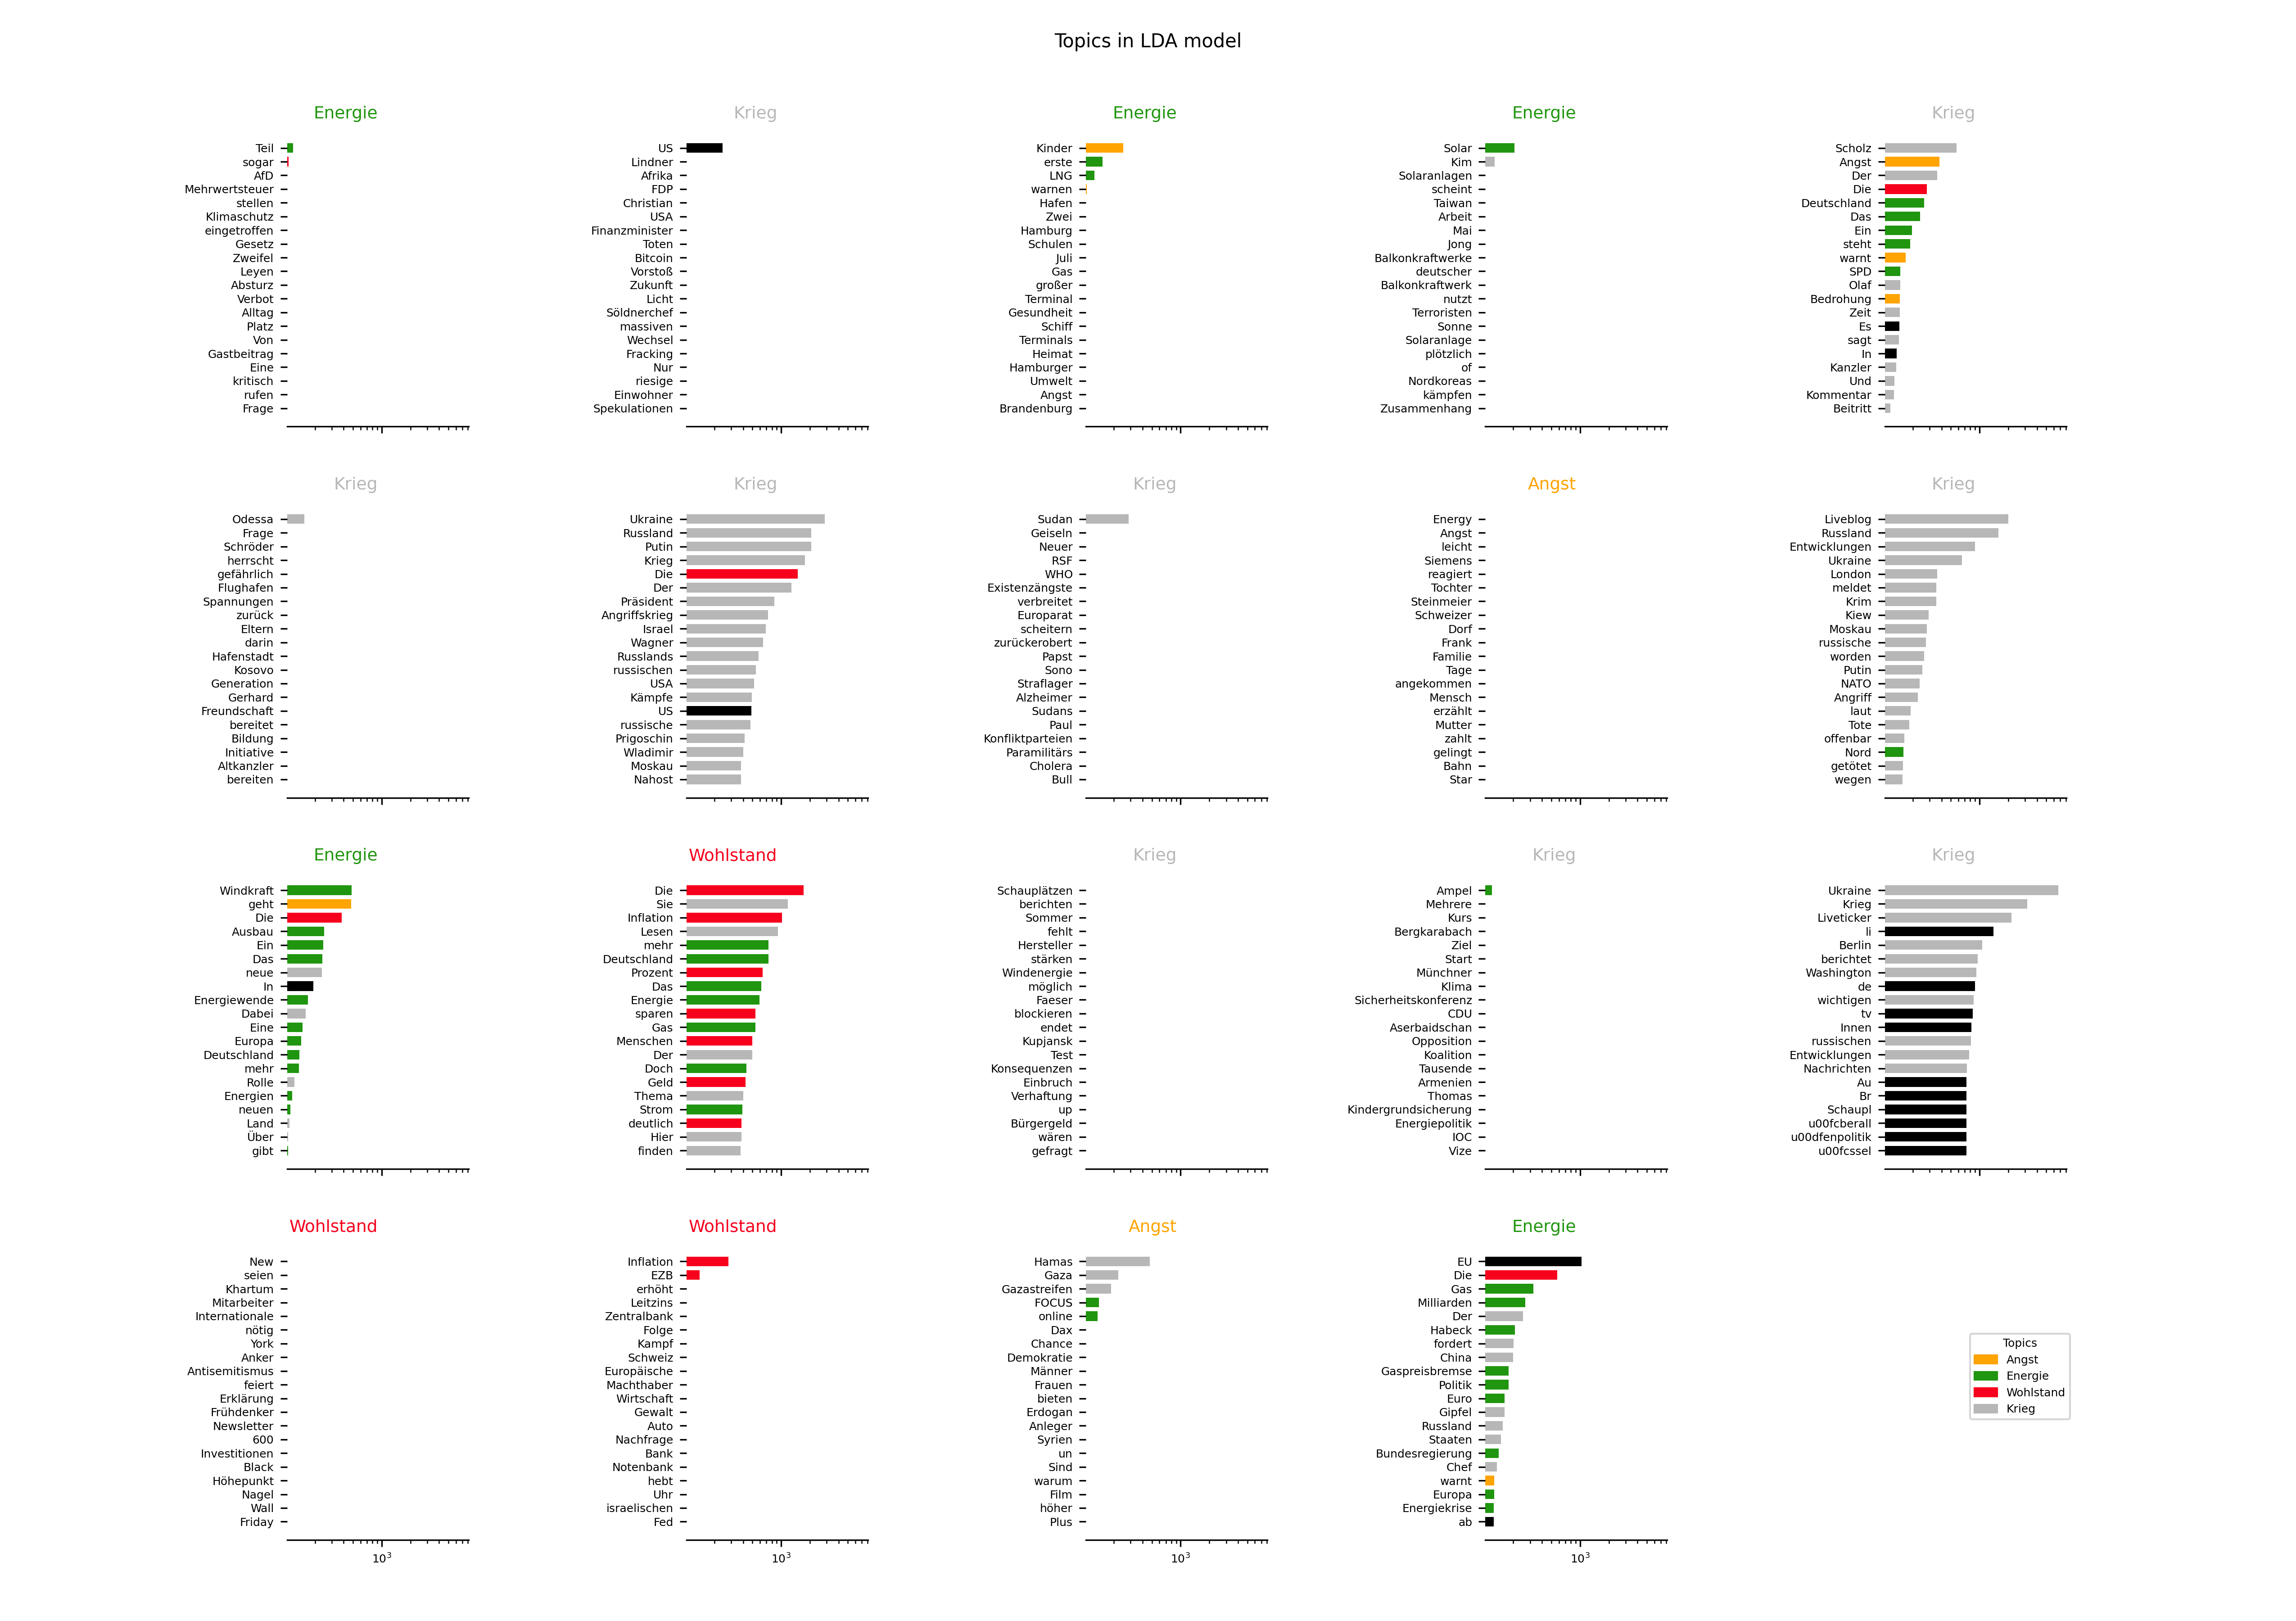 Topics in LDA model
Energie
Teil
sogar
AfD
Mehrwertsteuer
stellen
Klimaschutz
eingetroffen
Gesetz
Zweifel
Leyen
Absturz
Verbot
Alltag
Platz
Von
Gastbeitrag
Eine
kritisch
rufen
Frage
Krieg
US
Lindner
Afrika
FDP
Christian
USA
Finanzminister
Toten
Bitcoin
Vorstoß
Zukunft
Licht
Söldnerchef
massiven
Wechsel
Fracking
Nur
riesige
Einwohner
Spekulationen
Energie
Kinder
erste
LNG
warnen
Hafen
Zwei
Hamburg
Schulen
Juli
Gas
großer
Terminal
Gesundheit
Schiff
Terminals
Heimat
Hamburger
Umwelt
Angst
Brandenburg
Energie
Solar
Kim
Solaranlagen
scheint
Taiwan
Arbeit
Mai
Jong
Balkonkraftwerke
deutscher
Balkonkraftwerk
nutzt
Terroristen
Sonne
Solaranlage
plötzlich
of
Nordkoreas
kämpfen
Zusammenhang
Krieg
Scholz
Angst
Der
Die
Deutschland
Das
Ein
steht
warnt
SPD
Olaf
Bedrohung
Zeit
Es
sagt
In
Kanzler
Und
Kommentar
Beitritt
Krieg
Odessa
Frage
Schröder
herrscht
gefährlich
Flughafen
Spannungen
zurück
Eltern
darin
Hafenstadt
Kosovo
Generation
Gerhard
Freundschaft
bereitet
Bildung
Initiative
Altkanzler
bereiten
Krieg
Ukraine
Russland
Putin
Krieg
Die
Der
Präsident
Angriffskrieg
Israel
Wagner
Russlands
russischen
USA
Kämpfe
US
russische
Prigoschin
Wladimir
Moskau
Nahost
Krieg
Sudan
Geiseln
Neuer
RSF
WHO
Existenzängste
verbreitet
Europarat
scheitern
zurückerobert
Papst
Sono
Straflager
Alzheimer
Sudans
Paul
Konfliktparteien
Paramilitärs
Cholera
Bull
Angst
Energy
Angst
leicht
Siemens
reagiert
Tochter
Steinmeier
Schweizer
Dorf
Frank
Familie
Tage
angekommen
Mensch
erzählt
Mutter
zahlt
gelingt
Bahn
Star
Krieg
Liveblog
Russland
Entwicklungen
Ukraine
London
meldet
Krim
Kiew
Moskau
russische
worden
Putin
NATO
Angriff
laut
Tote
offenbar
Nord
getötet
wegen
Energie
Windkraft
geht
Die
Ausbau
Ein
Das
neue
In
Energiewende
Dabei
Eine
Europa
Deutschland
mehr
Rolle
Energien
neuen
Land
Über
gibt
Wohlstand
Die
Sie
Inflation
Lesen
mehr
Deutschland
Prozent
Das
Energie
sparen
Gas
Menschen
Der
Doch
Geld
Thema
Strom
deutlich
Hier
finden
Krieg
Schauplätzen
berichten
Sommer
fehlt
Hersteller
stärken
Windenergie
möglich
Faeser
blockieren
endet
Kupjansk
Test
Konsequenzen
Einbruch
Verhaftung
up
Bürgergeld
wären
gefragt
Krieg
Ampel
Mehrere
Kurs
Bergkarabach
Ziel
Start
Münchner
Klima
Sicherheitskonferenz
CDU
Aserbaidschan
Opposition
Koalition
Tausende
Armenien
Thomas
Kindergrundsicherung
Energiepolitik
IOC
Vize
Krieg
Ukraine
Krieg
Liveticker
li
Berlin
berichtet
Washington
de
wichtigen
tv
Innen
russischen
Entwicklungen
Nachrichten
Au
Br
Schaupl
u00fcberall
u00dfenpolitik
u00fcssel
Wohlstand
New
seien
Khartum
Mitarbeiter
Internationale
nötig
York
Anker
Antisemitismus
feiert
Erklärung
Frühdenker
Newsletter
600
Investitionen
Black
Höhepunkt
Nagel
Wall
Friday
10³
Wohlstand
Inflation
EZB
erhöht
Leitzins
Zentralbank
Folge
Kampf
Schweiz
Europäische
Machthaber
Wirtschaft
Gewalt
Auto
Nachfrage
Bank
Notenbank
hebt
Uhr
israelischen
Fed
10³
Angst
Hamas
Gaza
Gazastreifen
FOCUS
online
Dax
Chance
Demokratie
Männer
Frauen
bieten
Erdogan
Anleger
Syrien
un
Sind
warum
Film
höher
Plus
10³
Energie
EU
Die
Gas
Milliarden
Der
Habeck
fordert
China
Gaspreisbremse
Politik
Euro
Gipfel
Russland
Staaten
Bundesregierung
Chef
warnt
Europa
Energiekrise
ab
10³
Topics
Angst
Energie
Wohlstand
Krieg